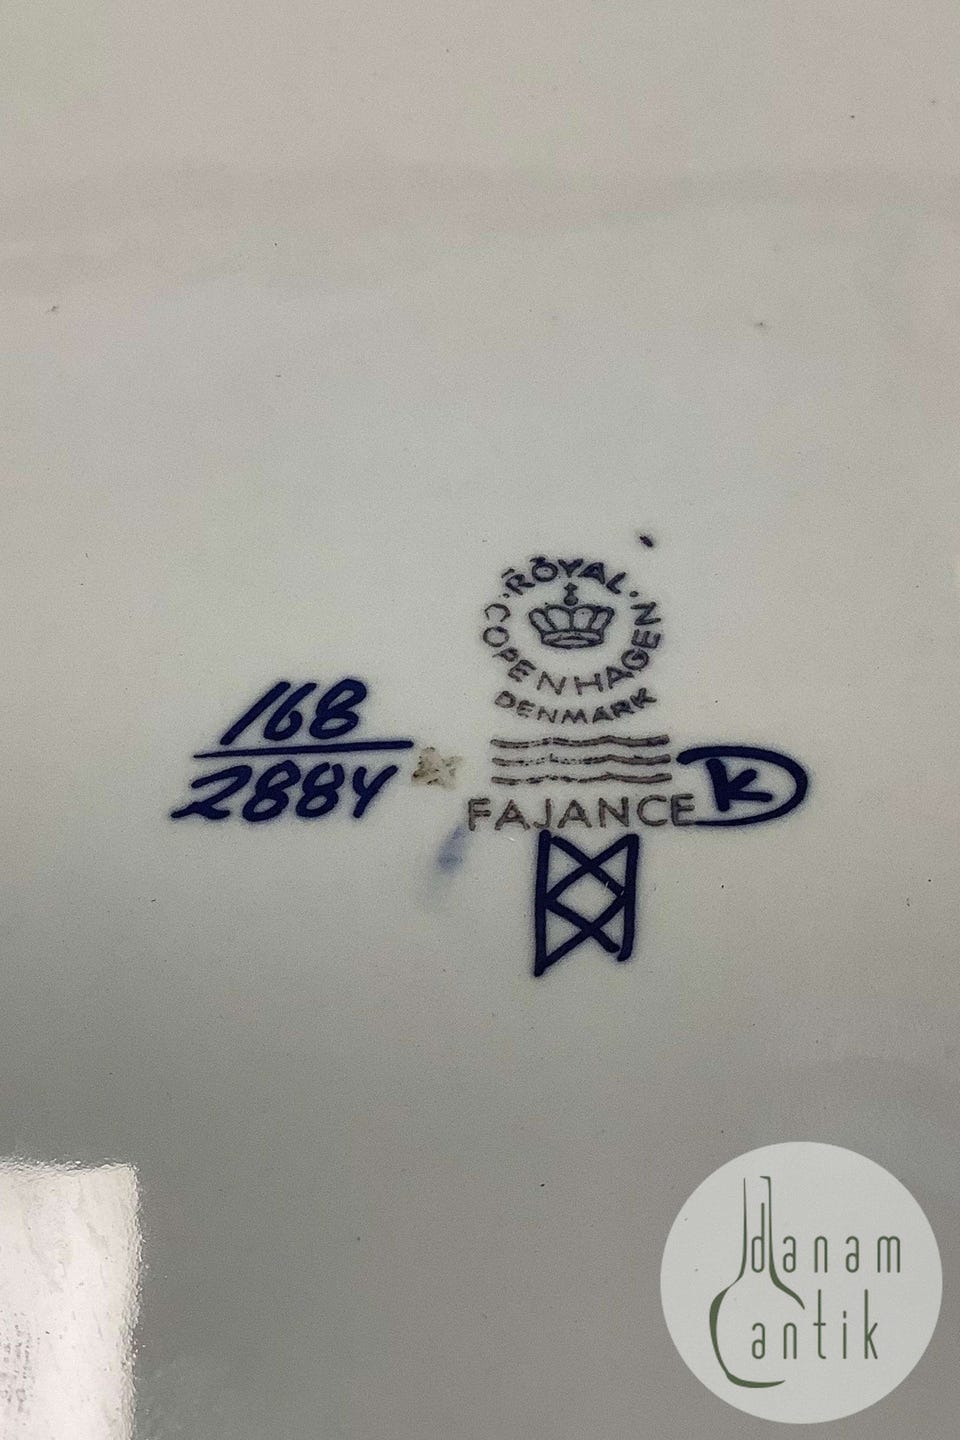 ROYAL
COPENHAGEN
DENMARK
FAJANCE
168
2884
K
danam
antik